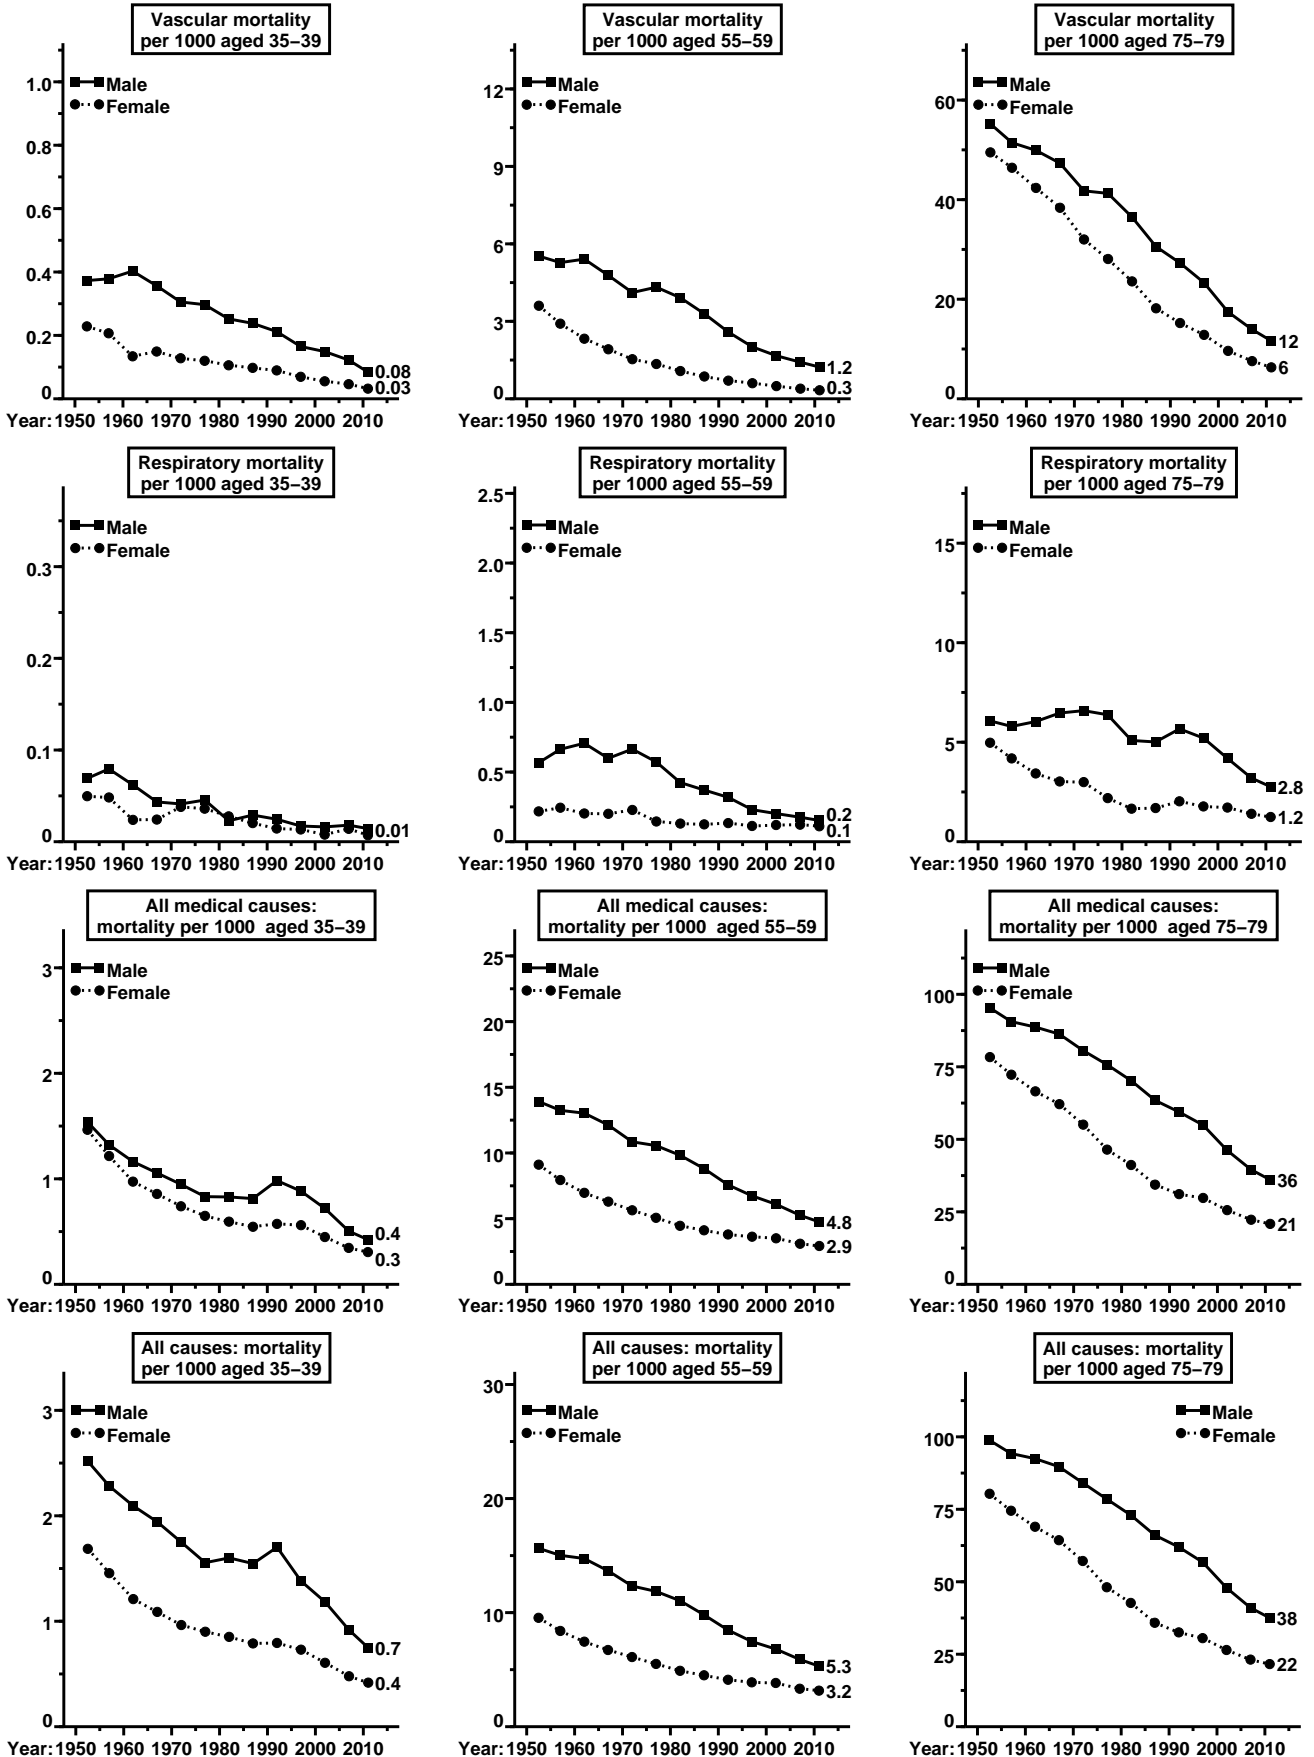 Vascular mortality
per 1000 aged 35–39
1.0
0.8
0.6
0.4
0.2
0
Male
Female
0.08
0.03
Year: 1950 1960 1970 1980 1990 2000 2010
Vascular mortality
per 1000 aged 55–59
12
9
6
3
0
Male
Female
1.2
0.3
1950 1960 1970 1980 1990 2000 2010
Vascular mortality
per 1000 aged 75–79
60
40
20
0
Male
Female
12
6
Year: 1950 1960 1970 1980 1990 2000 2010
Respiratory mortality
per 1000 aged 35–39
0.3
0.2
0.1
0
Male
Female
0.01
Year: 1950 1960 1970 1980 1990 2000 2010
Respiratory mortality
per 1000 aged 55–59
2.5
2.0
1.5
1.0
0.5
0
Male
Female
0.2
0.1
Year: 1950 1960 1970 1980 1990 2000 2010
Respiratory mortality
per 1000 aged 75–79
15
10
5
0
Male
Female
2.8
1.2
Year: 1950 1960 1970 1980 1990 2000 2010
All medical causes:
mortality per 1000 aged 35–39
3
2
1
0
Male
Female
0.4
0.3
Year: 1950 1960 1970 1980 1990 2000 2010
All medical causes:
mortality per 1000 aged 55–59
25
20
15
10
5
0
Male
Female
4.8
2.9
Year: 1950 1960 1970 1980 1990 2000 2010
All medical causes:
mortality per 1000 aged 75–79
100
75
50
25
0
Male
Female
36
21
Year: 1950 1960 1970 1980 1990 2000 2010
All causes: mortality
per 1000 aged 35–39
3
2
1
0
Male
Female
0.7
0.4
Year: 1950 1960 1970 1980 1990 2000 2010
All causes: mortality
per 1000 aged 55–59
30
20
10
0
Male
Female
5.3
3.2
Year: 1950 1960 1970 1980 1990 2000 2010
All causes: mortality
per 1000 aged 75–79
100
75
50
25
0
Male
Female
38
22
Year: 1950 1960 1970 1980 1990 2000 2010